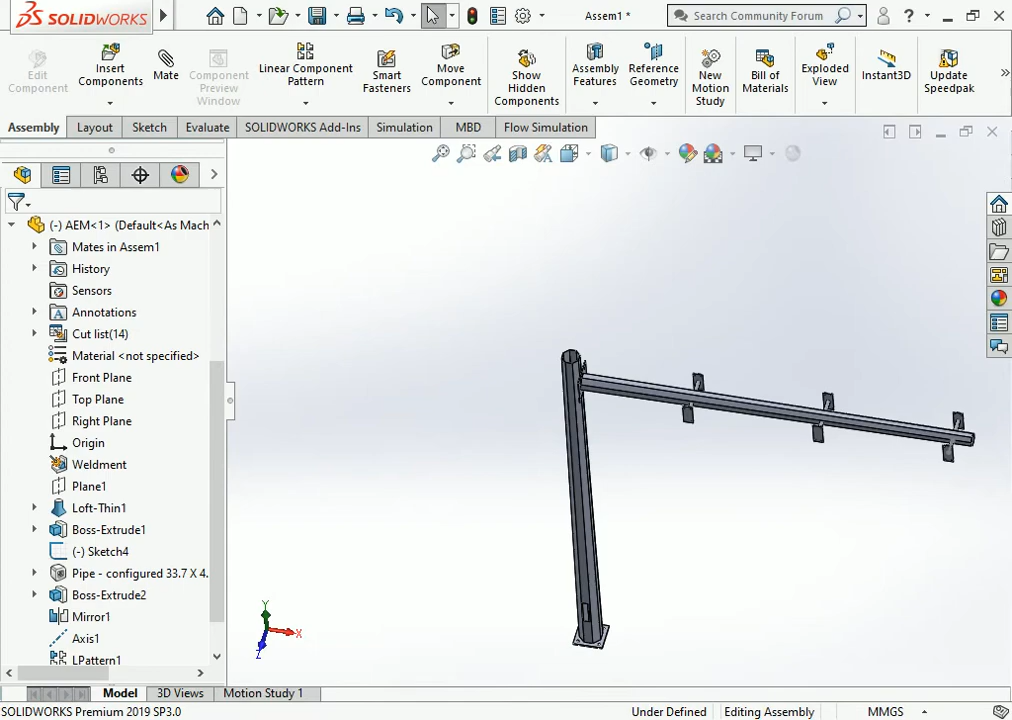 SOLIDWORKS
Assem1 *
Search Community Forum
?
Edit Component
Insert Components
Mate
Component Preview Window
Linear Component Pattern
Smart Fasteners
Move Component
Show Hidden Components
Assembly Features
Reference Geometry
New Motion Study
Bill of Materials
Exploded View
Instant3D
Update Speedpak
Assembly
Layout
Sketch
Evaluate
SOLIDWORKS Add-Ins
Simulation
MBD
Flow Simulation
(-) AEM<1> (Default<As Mach
Mates in Assem1
History
Sensors
Annotations
Cut list(14)
Material <not specified>
Front Plane
Top Plane
Right Plane
Origin
Weldment
Plane1
Loft-Thin1
Boss-Extrude1
(-) Sketch4
Pipe - configured 33.7 X 4.
Boss-Extrude2
Mirror1
Axis1
LPattern1
Y
X
Z
Model
3D Views
Motion Study 1
SOLIDWORKS Premium 2019 SP3.0
Under Defined
Editing Assembly
MMGS